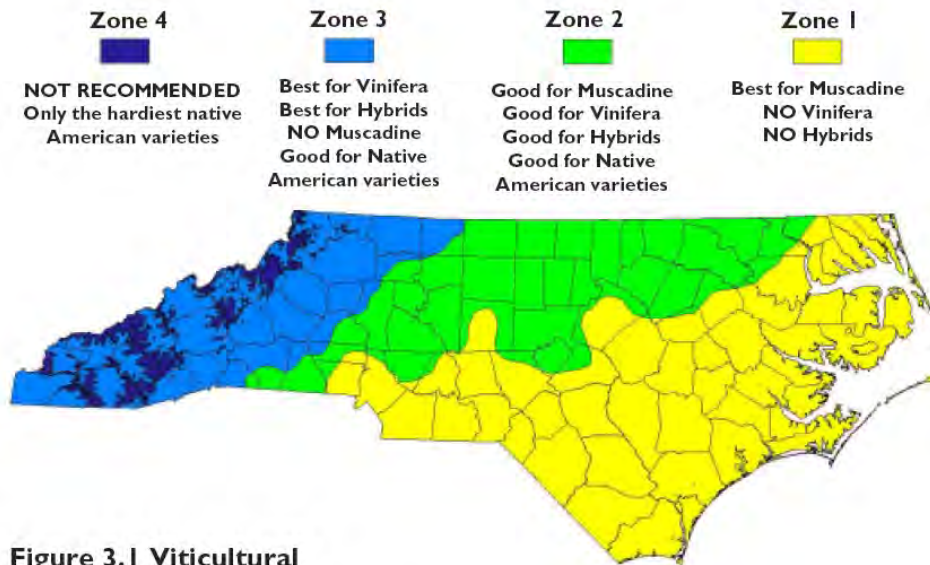 Zone 4
NOT RECOMMENDED
Only the hardiest native
American varieties
Zone 3
Best for Vinifera
Best for Hybrids
NO Muscadine
Good for Native
American varieties
Zone 2
Good for Muscadine
Good for Vinifera
Good for Hybrids
Good for Native
American varieties
Zone 1
Best for Muscadine
NO Vinifera
NO Hybrids
Figure 3.1 Viticultural